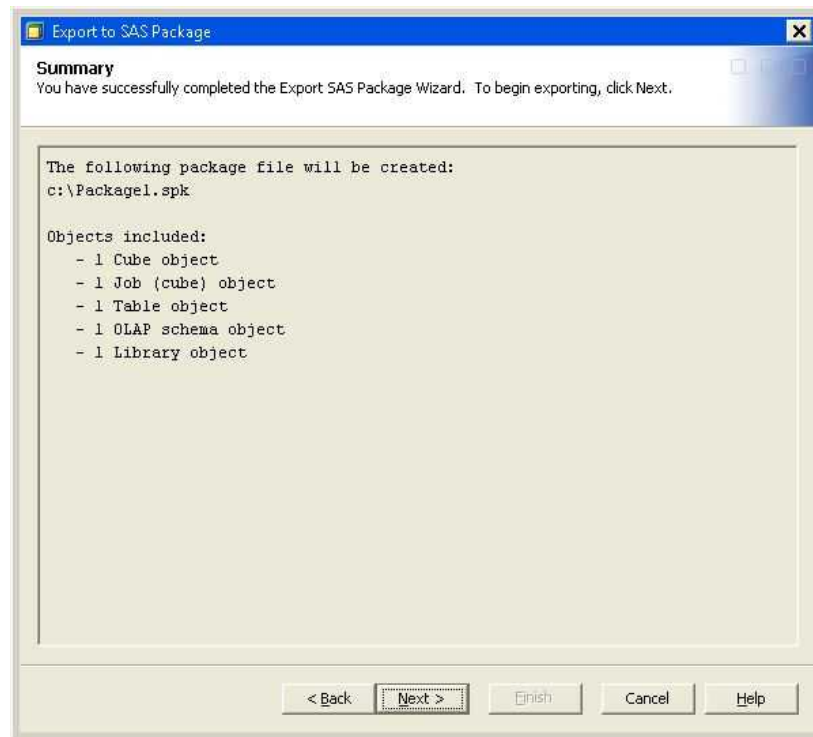 Export to SAS Package
Summary
You have successfully completed the Export SAS Package Wizard. To begin exporting, click Next.
The following package file will be created:
c:\Package1.spk
Objects included:
- 1 Cube object
- 1 Job (cube) object
- 1 Table object
- 1 OLAP schema object
- 1 Library object
< Back Next > Finish Cancel Help